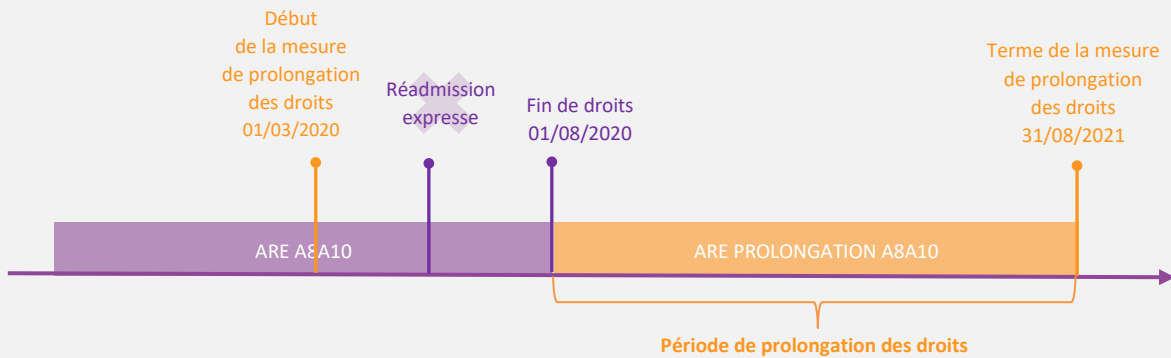 Début
de la mesure
de prolongation
des droits
01/03/2020
Réadmission
expresse
Fin de droits
01/08/2020
Terme de la mesure
de prolongation
des droits
31/08/2021
ARE A8A10
ARE PROLONGATION A8A10
Période de prolongation des droits